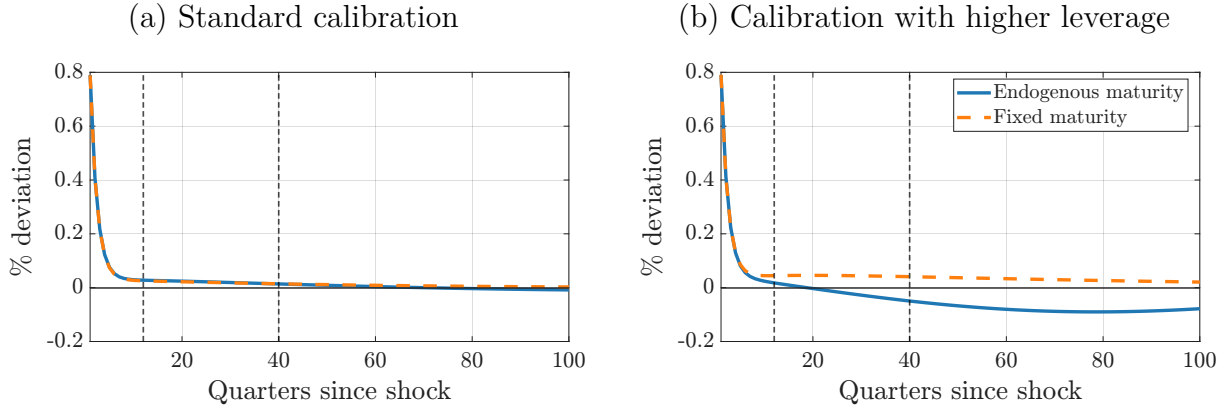 (a) Standard calibration
% deviation
0.8
0.6
0.4
0.2
0
-0.2
20
40
60
80
100
Quarters since shock
(b) Calibration with higher leverage
% deviation
0.8
0.6
0.4
0.2
0
-0.2
20
40
60
80
100
Quarters since shock
Endogenous maturity
Fixed maturity